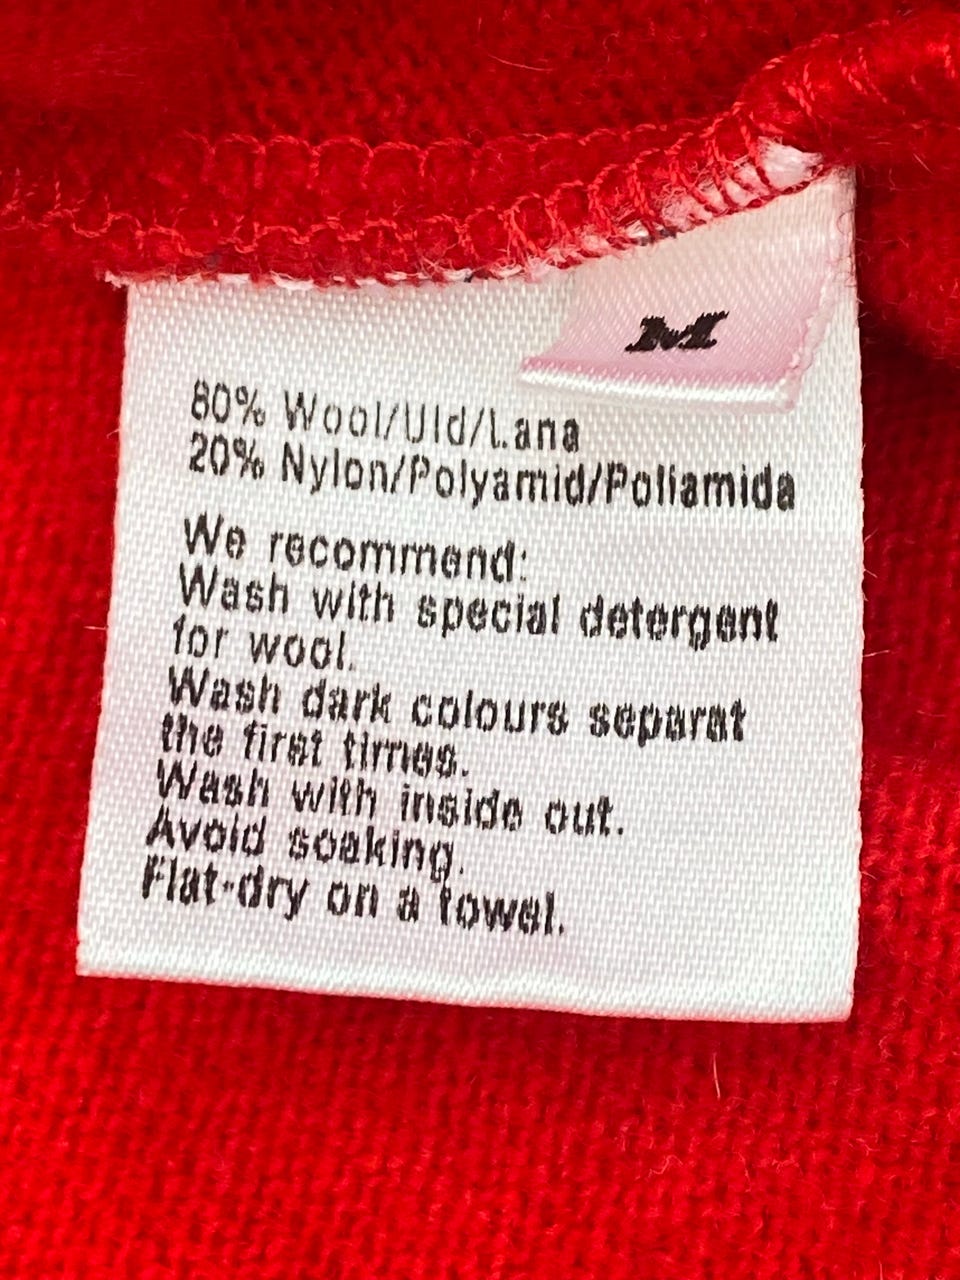 M
80% Wool/Uld/Lana
20% Nylon/Polyamid/Poliamida
We recommend:
Wash with special detergent
for wool.
Wash dark colours separat
the first times.
Wash with inside out.
Avoid soaking.
Flat-dry on a towel.